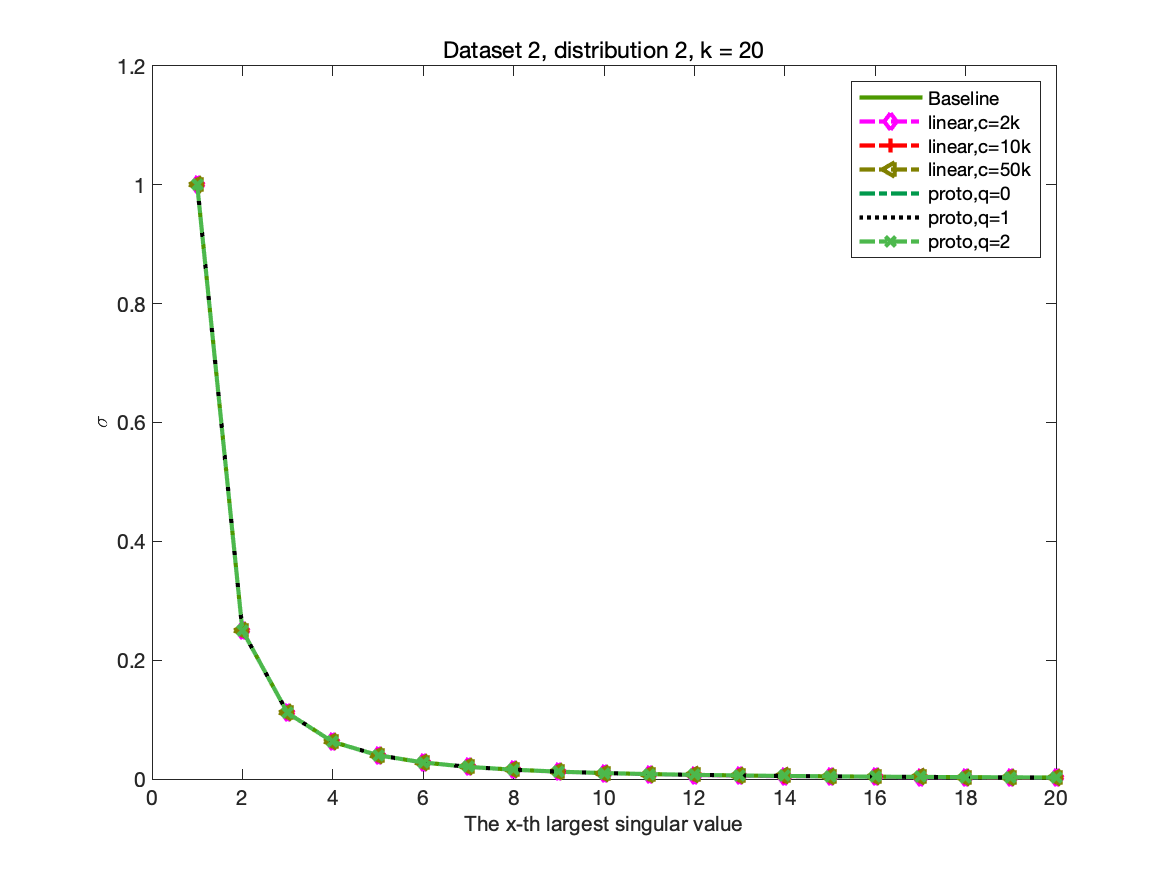 Dataset 2, distribution 2, k = 20
1.2
1
0.8
0.6
0.4
0.2
0
σ
Baseline
linear,c=2k
linear,c=10k
linear,c=50k
proto,q=0
proto,q=1
proto,q=2
0 2 4 6 8 10 12 14 16 18 20
The x-th largest singular value